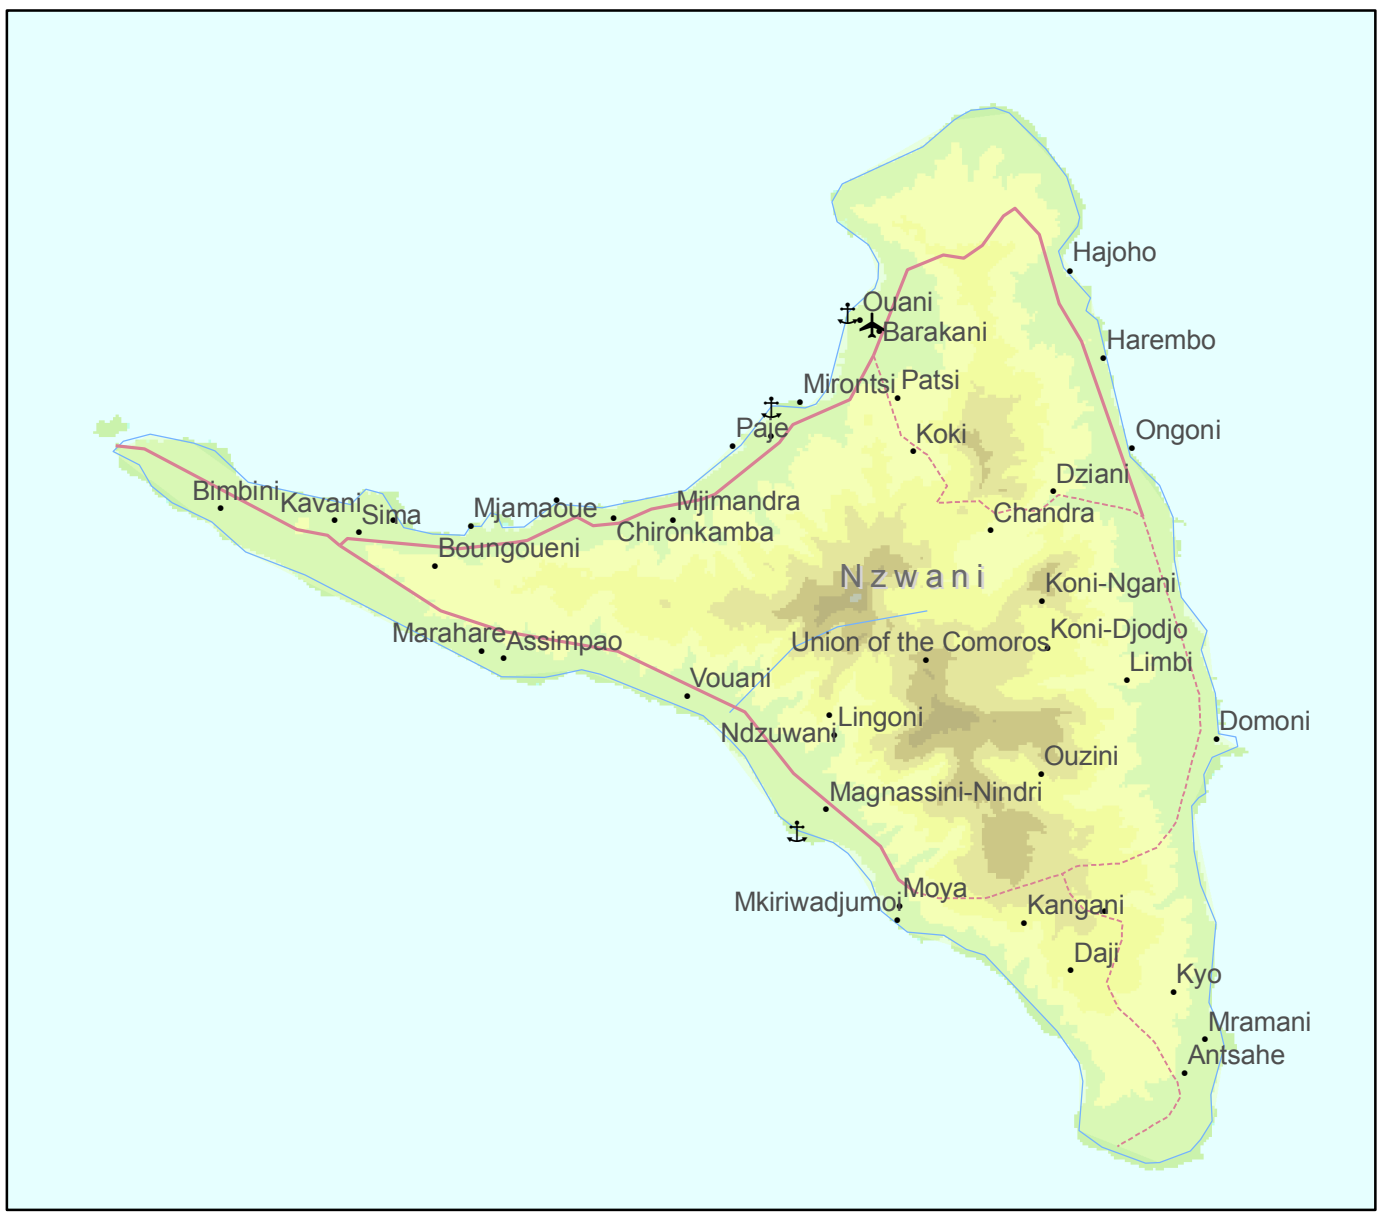 Hajoho
Ouani
Barakani
Harembo
Mirontsi
Patsi
Paje
Koki
Ongoni
Dziani
Bimbini
Kavani
Sima
Mjamaoue
Mjimandra
Chironkamba
Chandra
Boungoueni
Nzwani
Koni-Ngani
Marahare
Assimpao
Union of the Comoros
Koni-Djodjo
Limbi
Vouani
Lingoni
Ndzuwani
Domoni
Ouzini
Magnassini-Nindri
Moya
Mkiriwadjumoi
Kangani
Daji
Kyo
Mramani
Antsahe